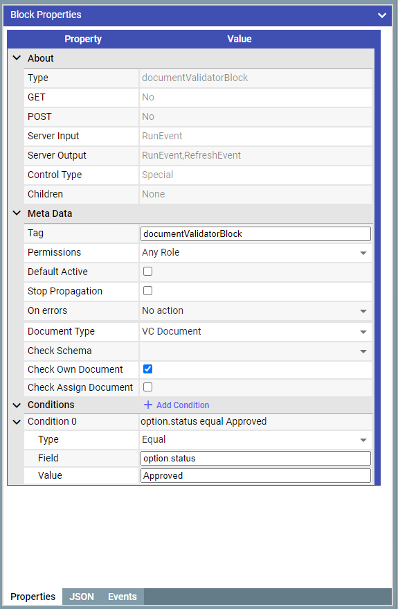 Block Properties
Property Value
About
Type documentValidatorBlock
GET No
POST No
Server Input RunEvent
Server Output RunEvent,RefreshEvent
Control Type Special
Children None
Meta Data
Tag documentValidatorBlock
Permissions Any Role
Default Active
Stop Propagation
On errors No action
Document Type VC Document
Check Schema
Check Own Document
Check Assign Document
Conditions + Add Condition
Condition 0 option.status equal Approved
Type Equal
Field option.status
Value Approved
Properties JSON Events